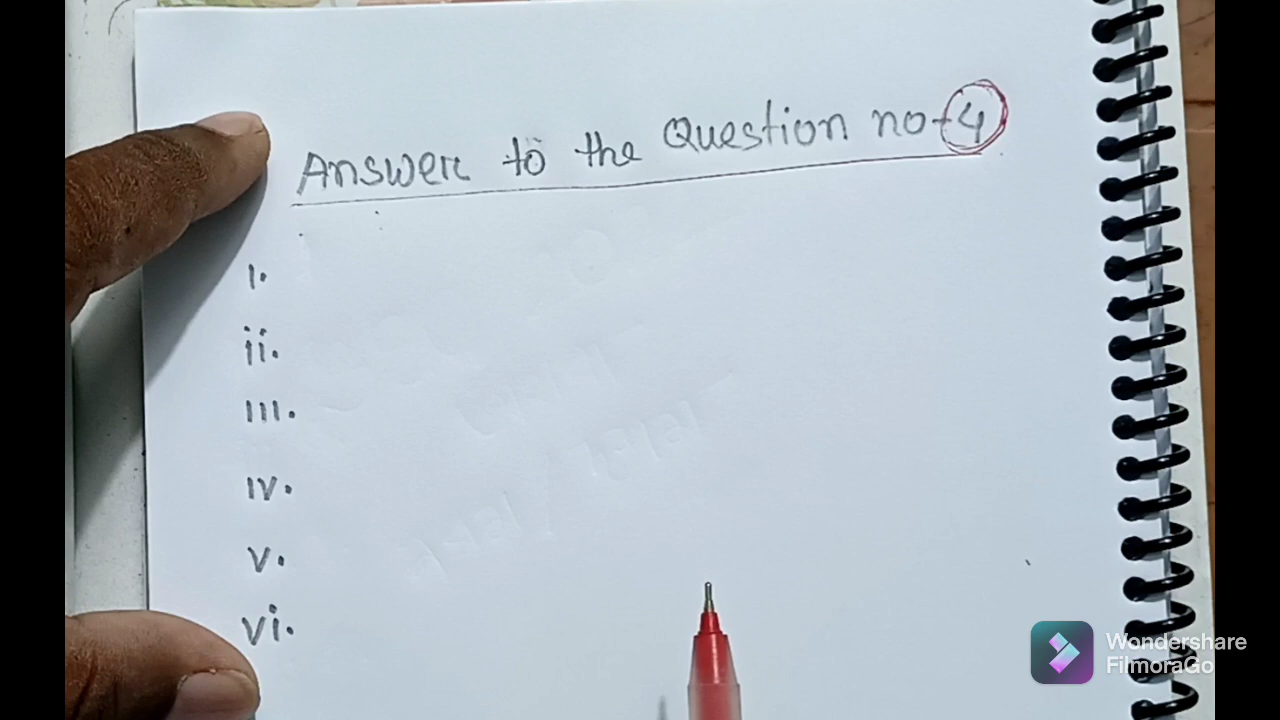 Answer to the Question no-4
i.
ii.
iii.
iv.
v.
vi.
Wondershare
FilmoraGo